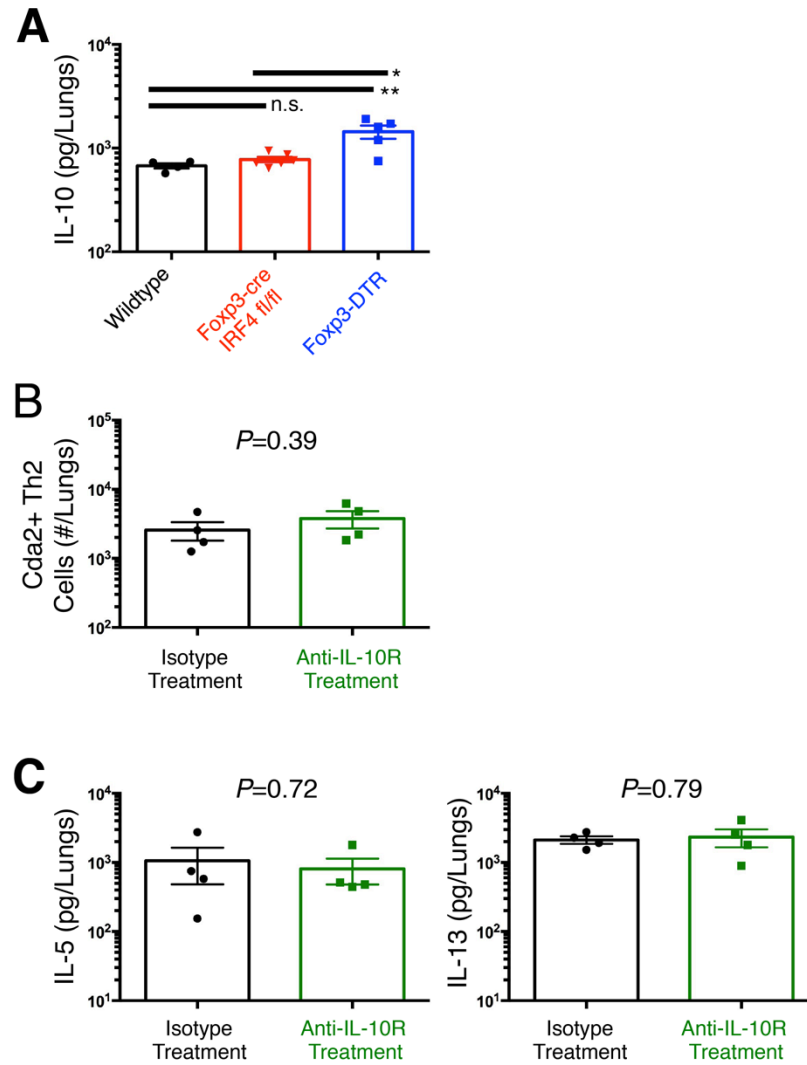 A
10⁴
10³
10²
IL-10 (pg/Lungs)
*
**
n.s.
Wildtype
Foxp3-cre
IRF4 fl/fl
Foxp3-DTR
B
10⁵
10⁴
10³
10²
Cda2+ Th2
Cells (#/Lungs)
P=0.39
Isotype
Treatment
Anti-IL-10R
Treatment
C
10⁴
10³
10²
10¹
IL-5 (pg/Lungs)
P=0.72
Isotype
Treatment
Anti-IL-10R
Treatment
10⁴
10³
10²
10¹
IL-13 (pg/Lungs)
P=0.79
Isotype
Treatment
Anti-IL-10R
Treatment